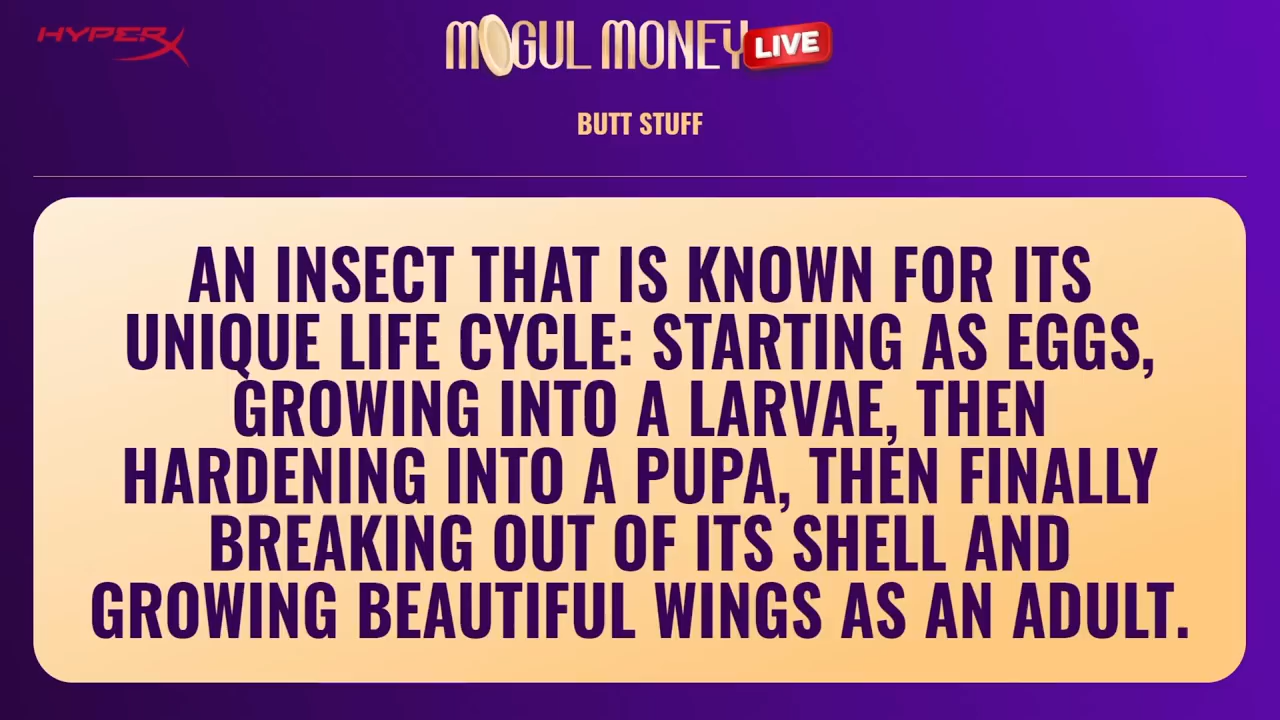 HYPERX
MOGUL MONEY LIVE
BUTT STUFF
AN INSECT THAT IS KNOWN FOR ITS
UNIQUE LIFE CYCLE: STARTING AS EGGS,
GROWING INTO A LARVAE, THEN
HARDENING INTO A PUPA, THEN FINALLY
BREAKING OUT OF ITS SHELL AND
GROWING BEAUTIFUL WINGS AS AN ADULT.